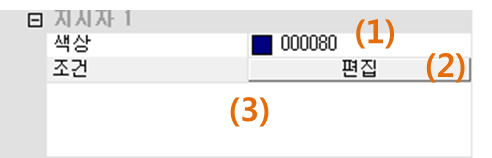 지시자 1
색상 000080 (1)
조건 편집 (2)
(3)